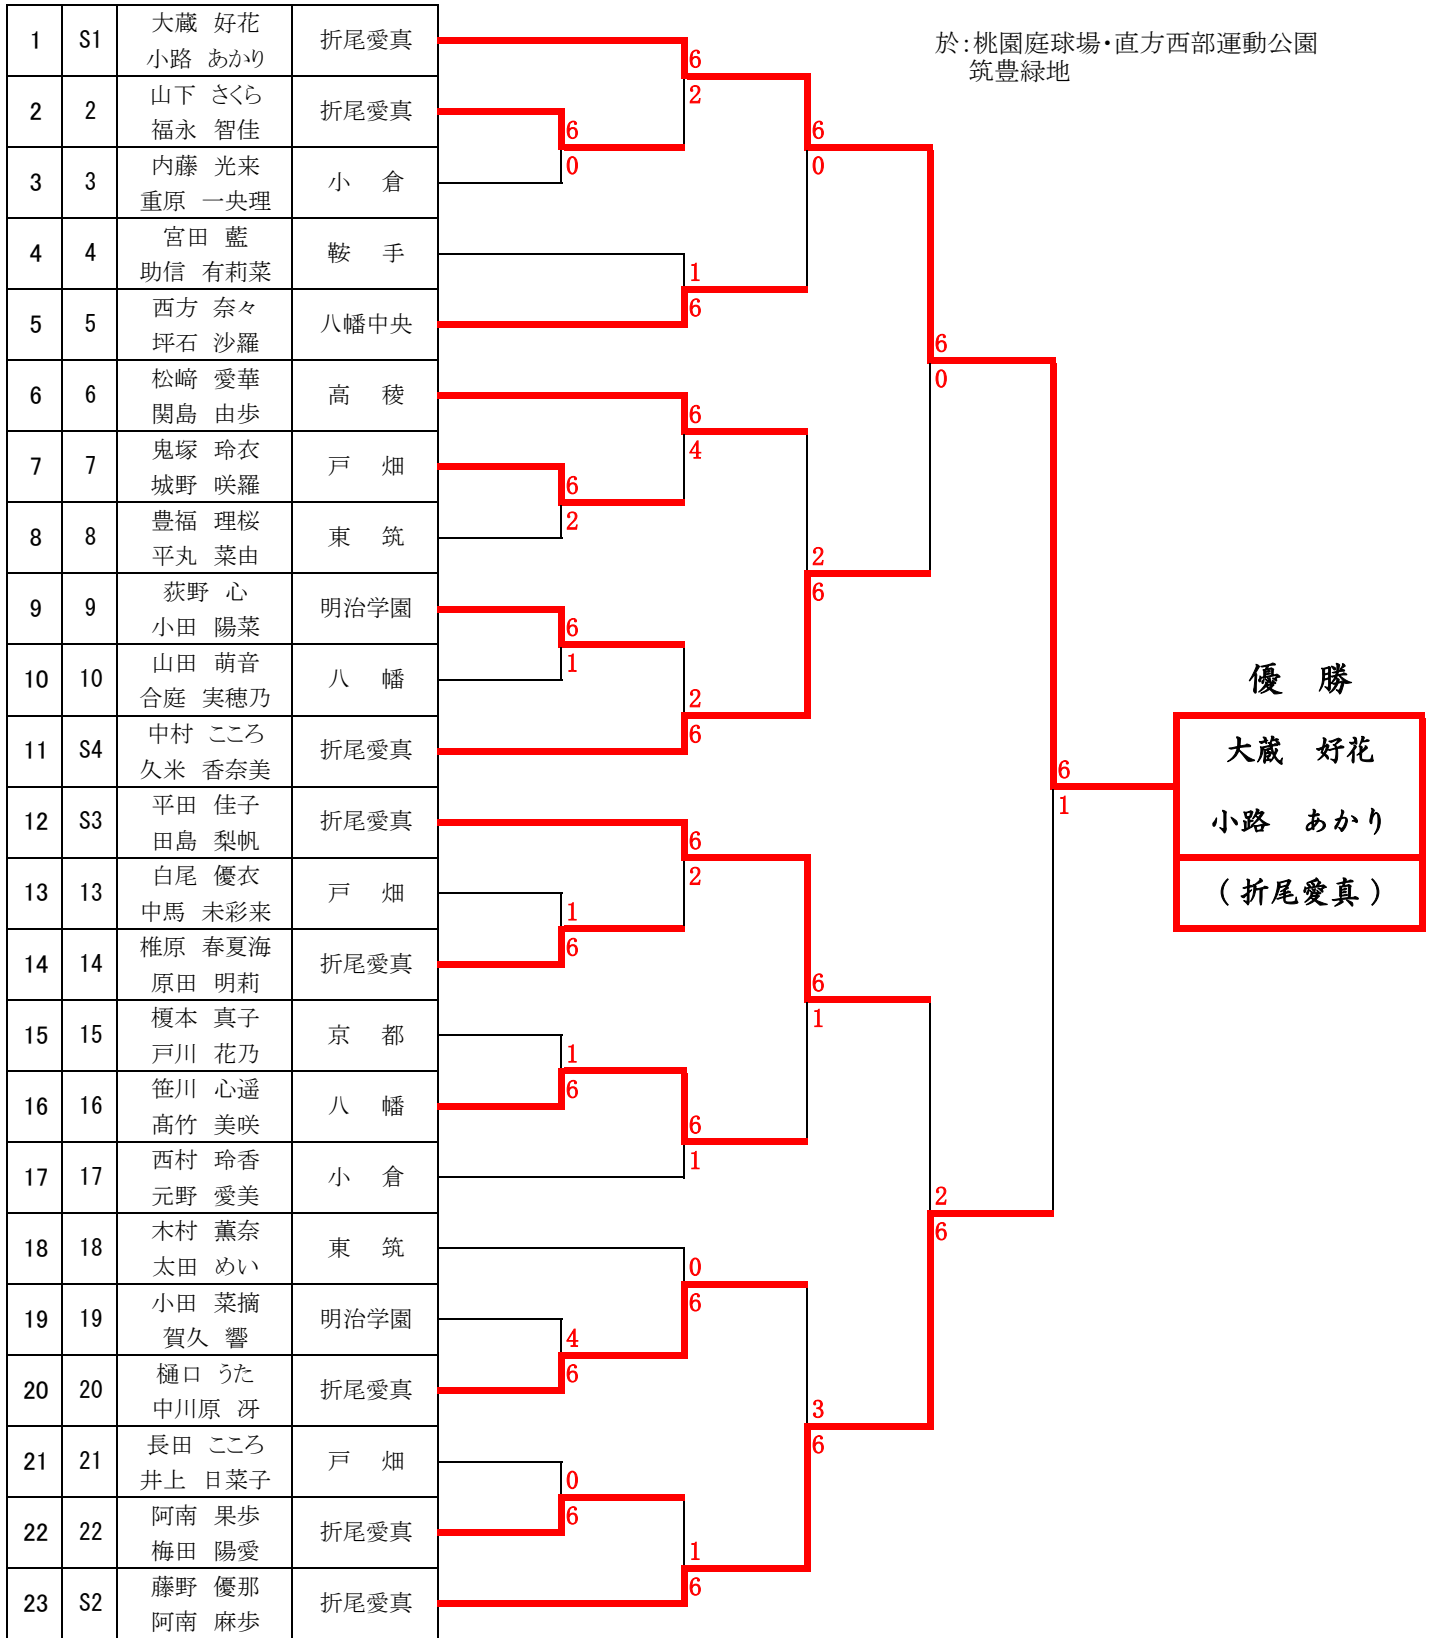 於:桃園庭球場・直方西部運動公園
筑豊緑地
1 S1 大蔵 好花 折尾愛真
小路 あかり
2 2 山下 さくら 折尾愛真
福永 智佳
3 3 内藤 光来 小 倉
重原 一央理
4 4 宮田 藍 鞍 手
助信 有莉菜
5 5 西方 奈々 八幡中央
坪石 沙羅
6 6 松﨑 愛華 高 稜
関島 由歩
7 7 鬼塚 玲衣 戸 畑
城野 咲羅
8 8 豊福 理桜 東 筑
平丸 菜由
9 9 荻野 心 明治学園
小田 陽菜
10 10 山田 萌音 八 幡
合庭 実穂乃
11 S4 中村 こころ 折尾愛真
久米 香奈美
12 S3 平田 佳子 折尾愛真
田島 梨帆
13 13 白尾 優衣 戸 畑
中馬 未彩来
14 14 椎原 春夏海 折尾愛真
原田 明莉
15 15 榎本 真子 京 都
戸川 花乃
16 16 笹川 心遥 八 幡
髙竹 美咲
17 17 西村 玲香 小 倉
元野 愛美
18 18 木村 薫奈 東 筑
太田 めい
19 19 小田 菜摘 明治学園
賀久 響
20 20 樋口 うた 折尾愛真
中川原 冴
21 21 長田 こころ 戸 畑
井上 日菜子
22 22 阿南 果歩 折尾愛真
梅田 陽愛
23 S2 藤野 優那 折尾愛真
阿南 麻歩
6
0
6
2
6
1
1
6
1
6
4
6
0
6
6
2
1
6
6
4
2
6
6
2
6
1
0
6
1
6
6
0
2
6
6
1
3
6
6
0
2
6
6
1
優 勝
大蔵 好花
小路 あかり
(折尾愛真)